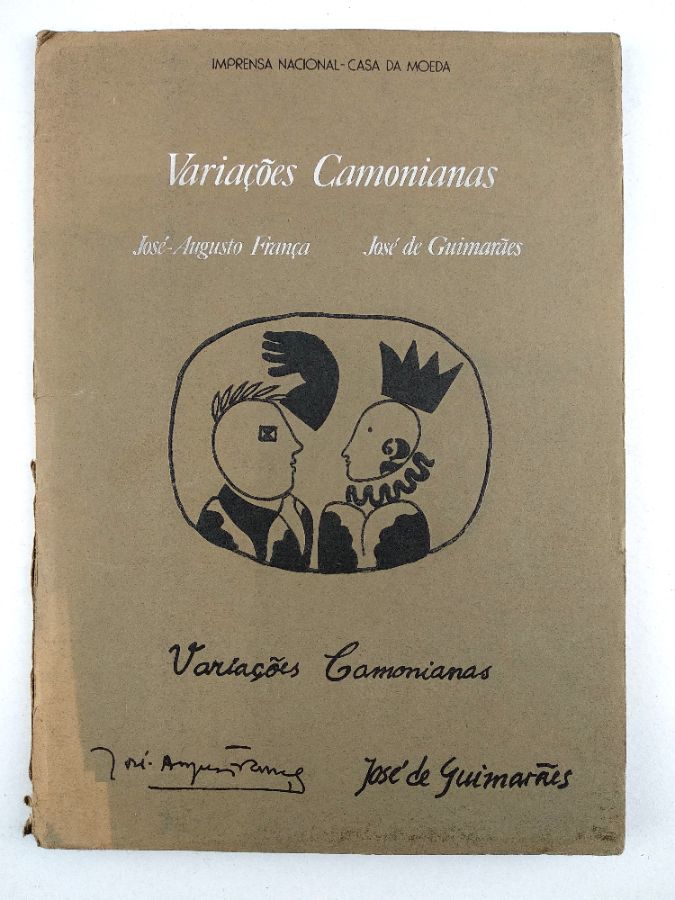 IMPRENSA NACIONAL-CASA DA MOEDA
Variações Camonianas
José-Augusto França José de Guimarães
Variações Camonianas
José-Augusto França José de Guimarães